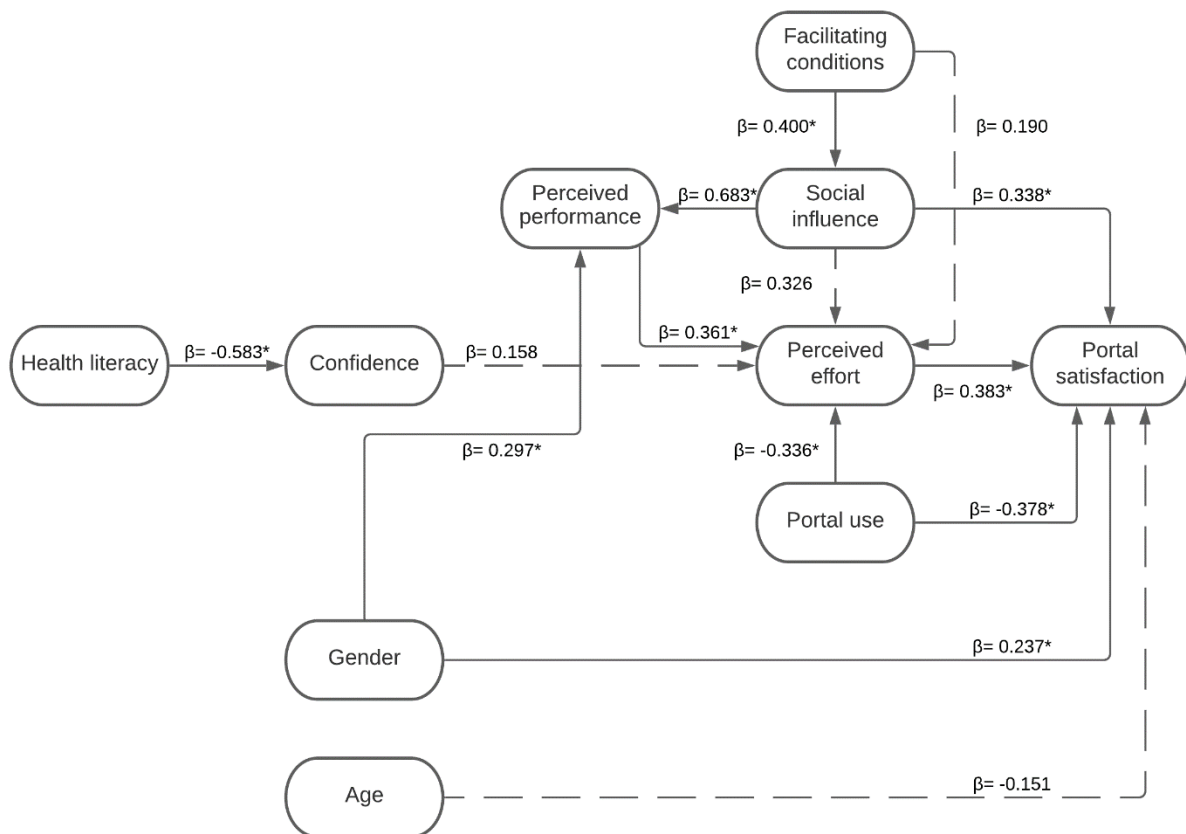 Facilitating
conditions
β= 0.400*
β= 0.190
Perceived
performance
β= 0.683*
Social
influence
β= 0.338*
β= 0.326
Health literacy
β= -0.583*
Confidence
β= 0.158
β= 0.361*
Perceived
effort
β= 0.383*
Portal
satisfaction
β= 0.297*
β= -0.336*
Portal use
β= -0.378*
Gender
β= 0.237*
Age
β= -0.151